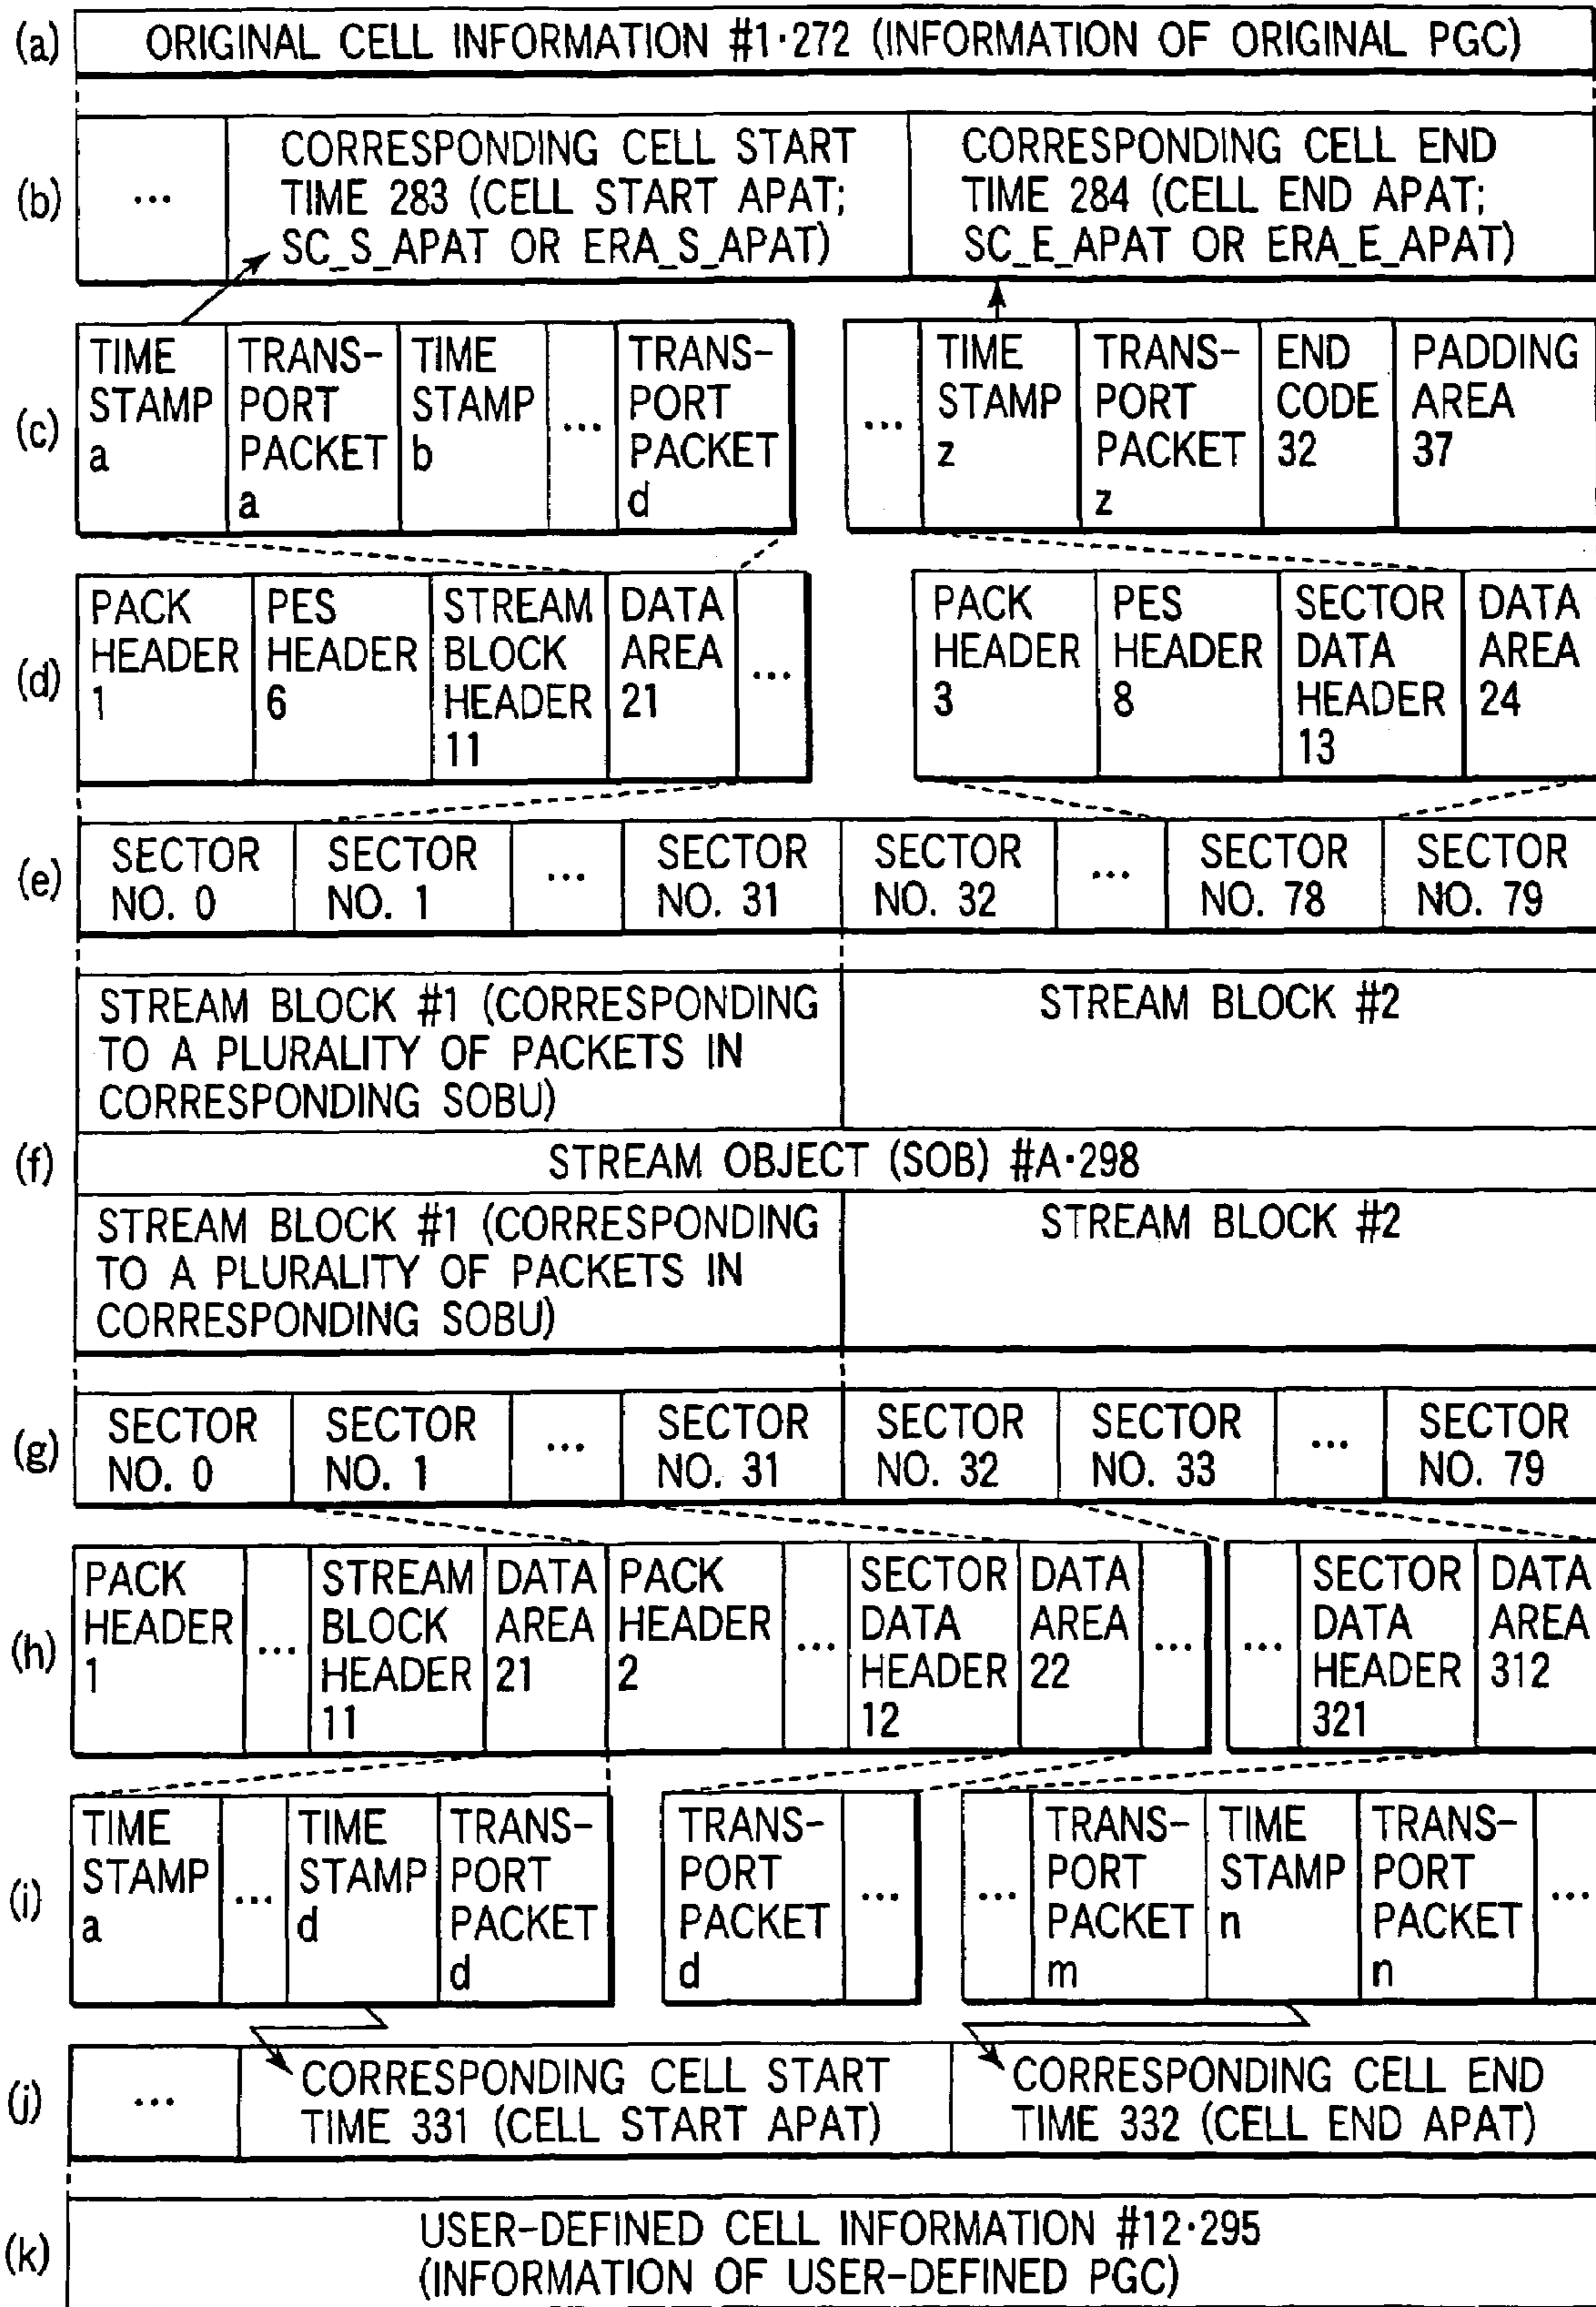 (a) ORIGINAL CELL INFORMATION #1·272 (INFORMATION OF ORIGINAL PGC)
(b)
...
CORRESPONDING CELL START
TIME 283 (CELL START APAT;
SC_S_APAT OR ERA_S_APAT)
CORRESPONDING CELL END
TIME 284 (CELL END APAT;
SC_E_APAT OR ERA_E_APAT)
(c)
TIME
STAMP
a
TRANS-
PORT
PACKET
a
TIME
STAMP
b
...
TRANS-
PORT
PACKET
d
...
TIME
STAMP
z
TRANS-
PORT
PACKET
z
END
CODE
32
PADDING
AREA
37
(d)
PACK
HEADER
1
PES
HEADER
6
STREAM
BLOCK
HEADER
11
DATA
AREA
21
...
PACK
HEADER
3
PES
HEADER
8
SECTOR
DATA
HEADER
13
DATA
AREA
24
(e)
SECTOR
NO. 0
SECTOR
NO. 1
...
SECTOR
NO. 31
SECTOR
NO. 32
...
SECTOR
NO. 78
SECTOR
NO. 79
STREAM BLOCK #1 (CORRESPONDING
TO A PLURALITY OF PACKETS IN
CORRESPONDING SOBU)
STREAM BLOCK #2
(f)
STREAM OBJECT (SOB) #A·298
STREAM BLOCK #1 (CORRESPONDING
TO A PLURALITY OF PACKETS IN
CORRESPONDING SOBU)
STREAM BLOCK #2
(g)
SECTOR
NO. 0
SECTOR
NO. 1
...
SECTOR
NO. 31
SECTOR
NO. 32
SECTOR
NO. 33
...
SECTOR
NO. 79
(h)
PACK
HEADER
1
...
STREAM
BLOCK
HEADER
11
DATA
AREA
21
PACK
HEADER
2
...
SECTOR
DATA
HEADER
12
DATA
AREA
22
...
...
SECTOR
DATA
HEADER
321
DATA
AREA
312
(i)
TIME
STAMP
a
...
TIME
STAMP
d
TRANS-
PORT
PACKET
d
TRANS-
PORT
PACKET
d
...
...
TRANS-
PORT
PACKET
m
TIME
STAMP
n
TRANS-
PORT
PACKET
n
...
(j)
...
CORRESPONDING CELL START
TIME 331 (CELL START APAT)
CORRESPONDING CELL END
TIME 332 (CELL END APAT)
(k)
USER-DEFINED CELL INFORMATION #12·295
(INFORMATION OF USER-DEFINED PGC)